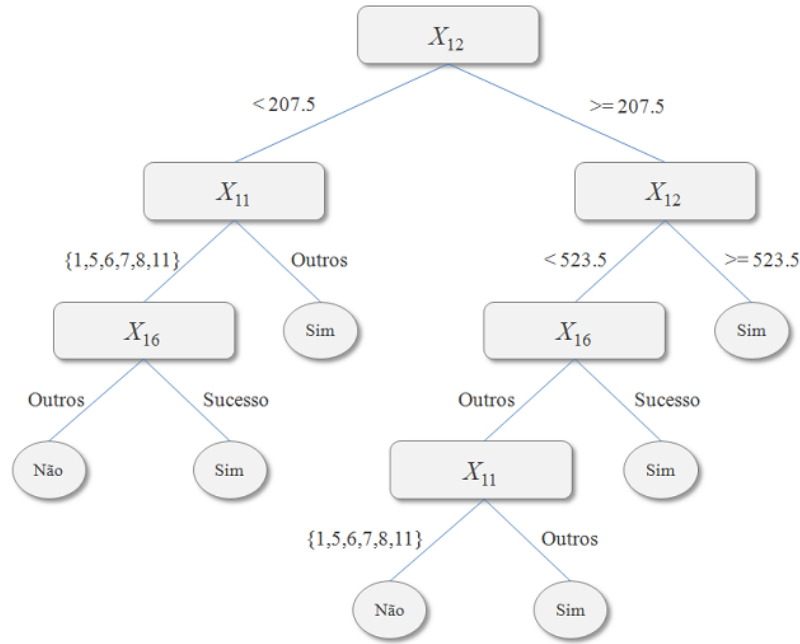 X12
< 207.5 >= 207.5
X11 X12
{1,5,6,7,8,11} Outros < 523.5 >= 523.5
X16 Sim X16 Sim
Outros Sucesso Outros Sucesso
Não Sim X11 Sim
{1,5,6,7,8,11} Outros
Não Sim